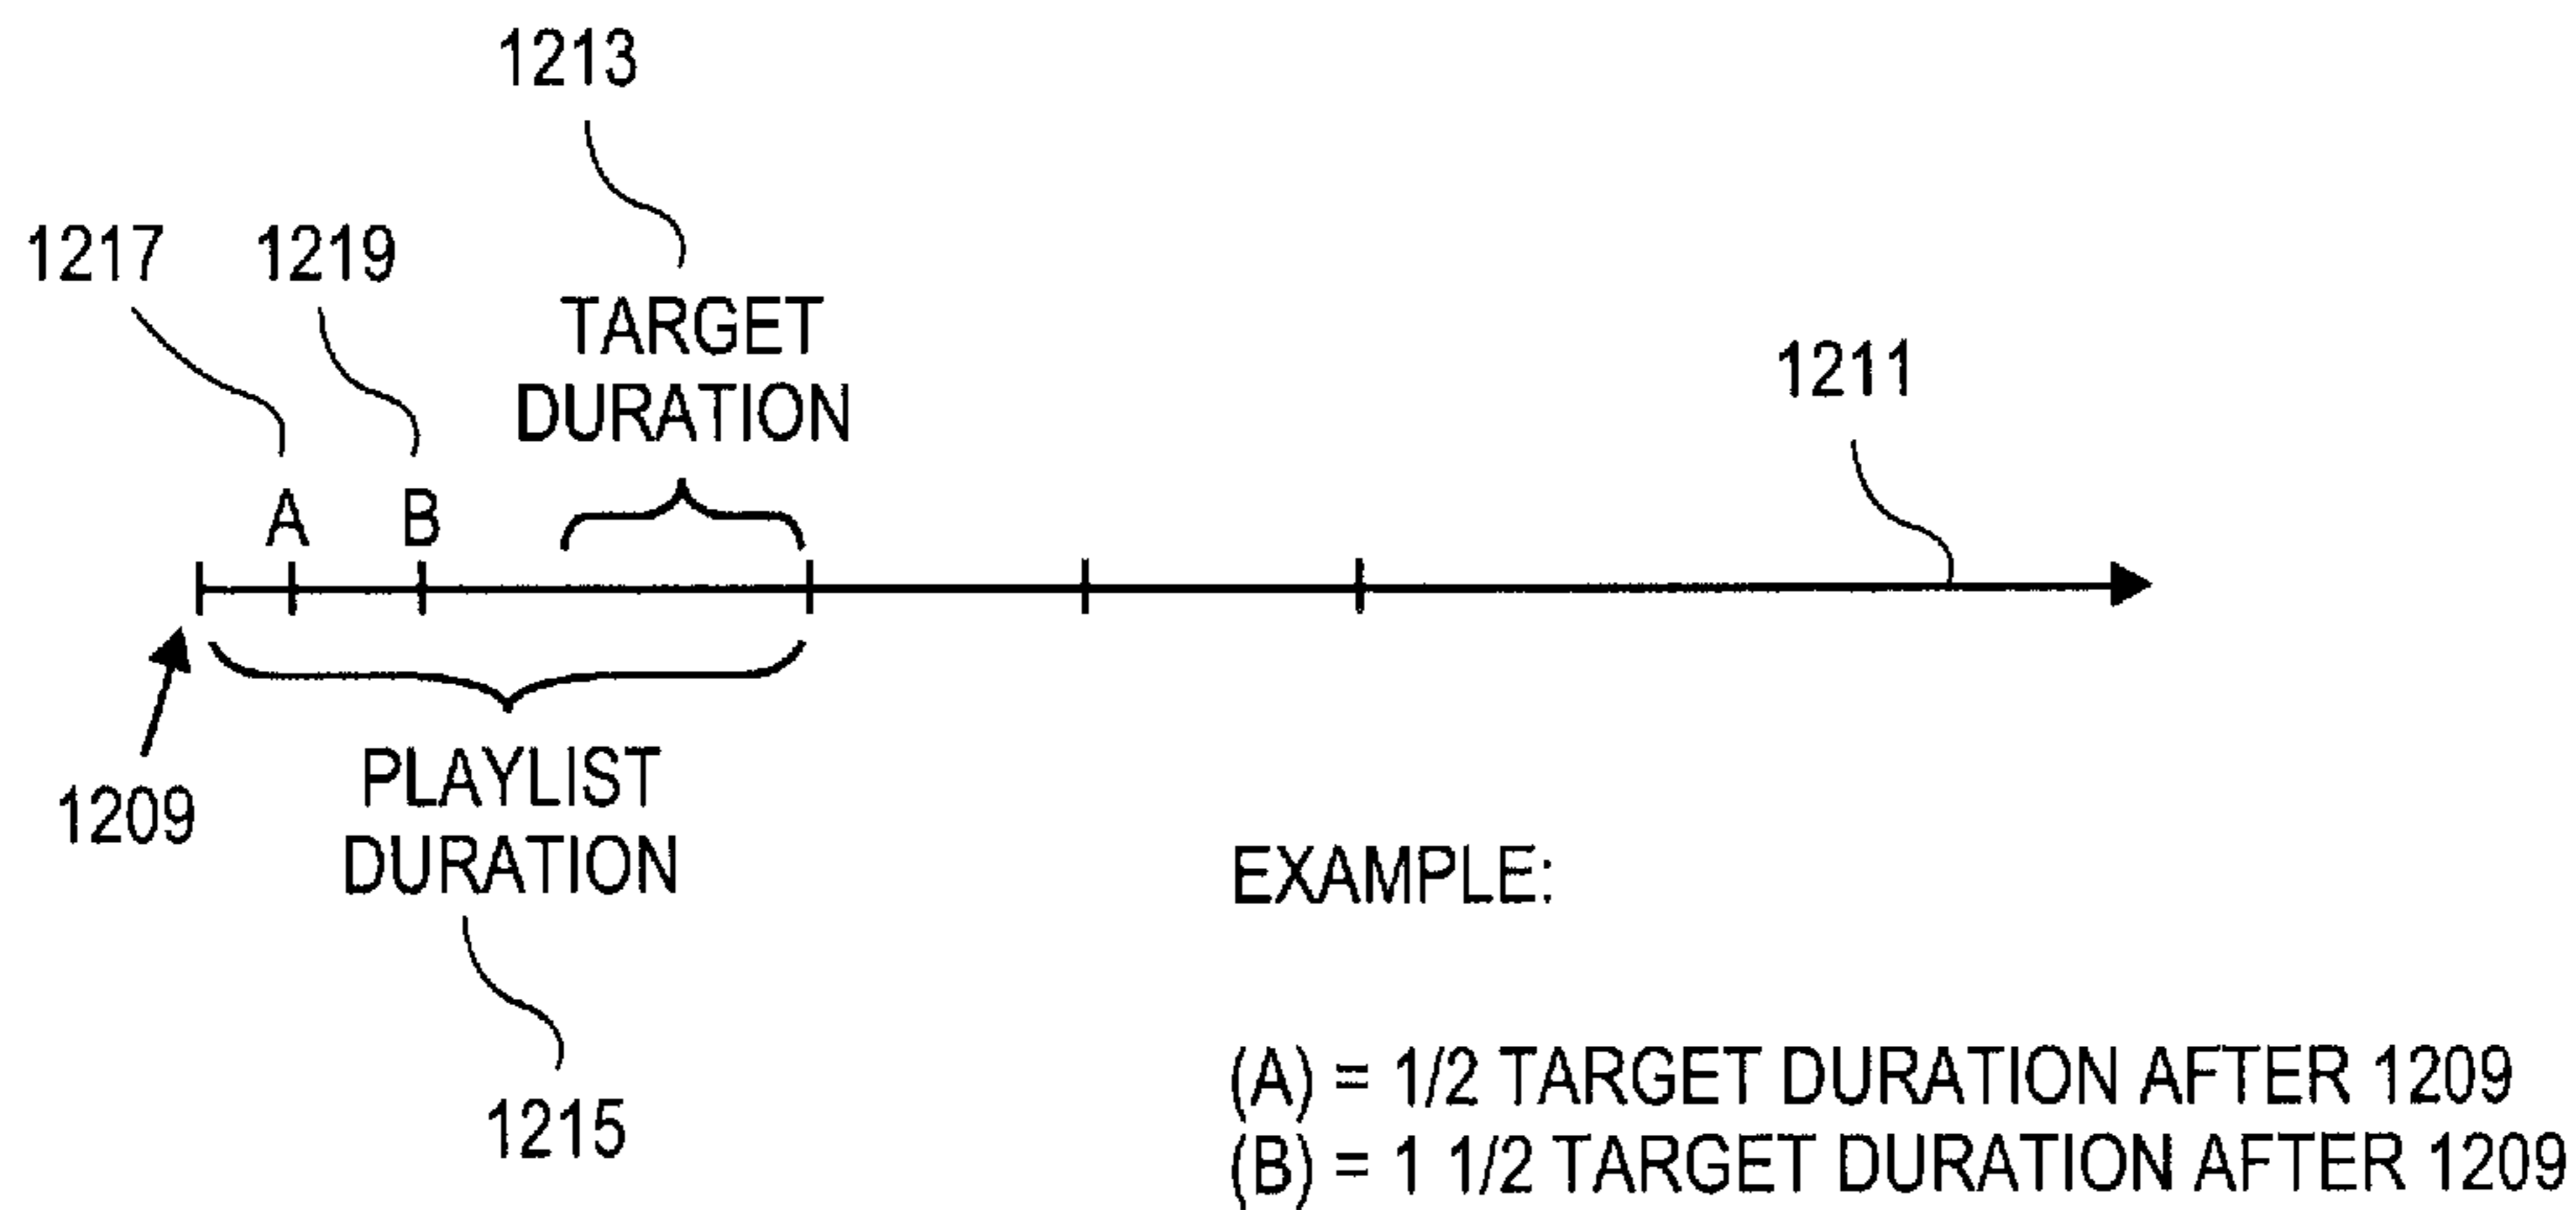 1213
1217
1219
TARGET
DURATION
1211
A
B
1209
PLAYLIST
DURATION
1215
EXAMPLE:
(A) = 1/2 TARGET DURATION AFTER 1209
(B) = 1 1/2 TARGET DURATION AFTER 1209